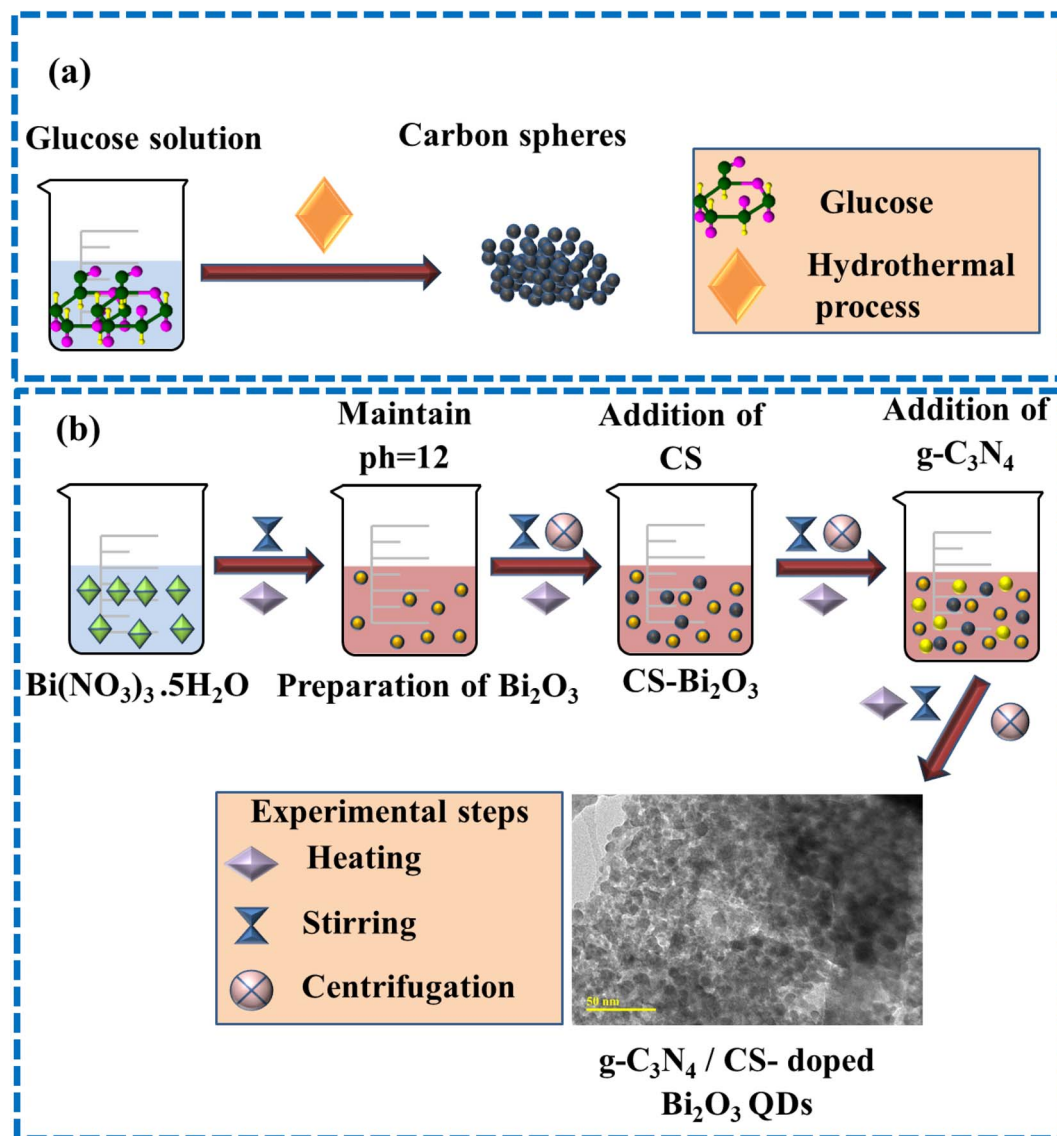 (a)
Glucose solution
Carbon spheres
Glucose
Hydrothermal
process
(b)
Maintain
ph=12
Addition of
CS
Addition of
g-C₃N₄
Bi(NO₃)₃ .5H₂O
Preparation of Bi₂O₃
CS-Bi₂O₃
Experimental steps
Heating
Stirring
Centrifugation
50 nm
g-C₃N₄ / CS- doped
Bi₂O₃ QDs